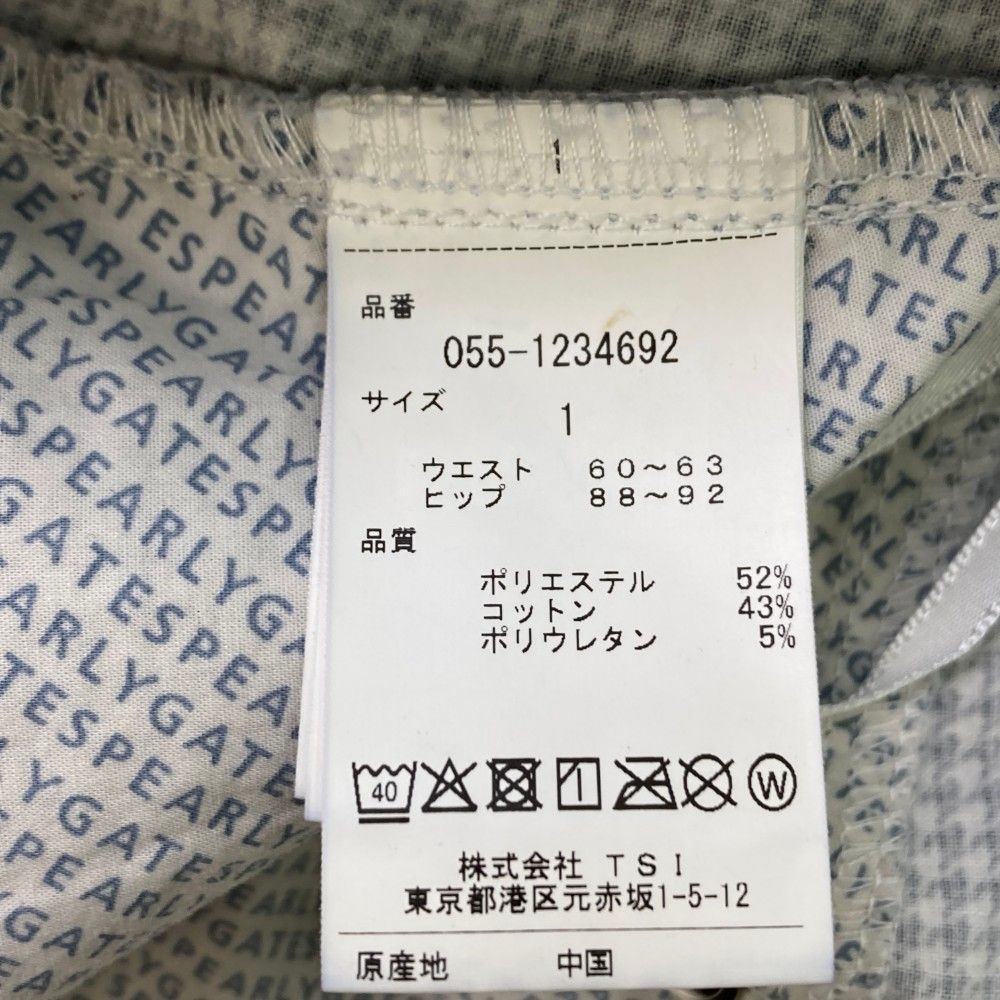 品番
055-1234692
サイズ
1
ウエスト 60〜63
ヒップ 88〜92
品質
ポリエステル 52%
コットン 43%
ポリウレタン 5%
40 W
株式会社 TSI
東京都港区元赤坂1-5-12
原産地 中国
PEARLYGATES